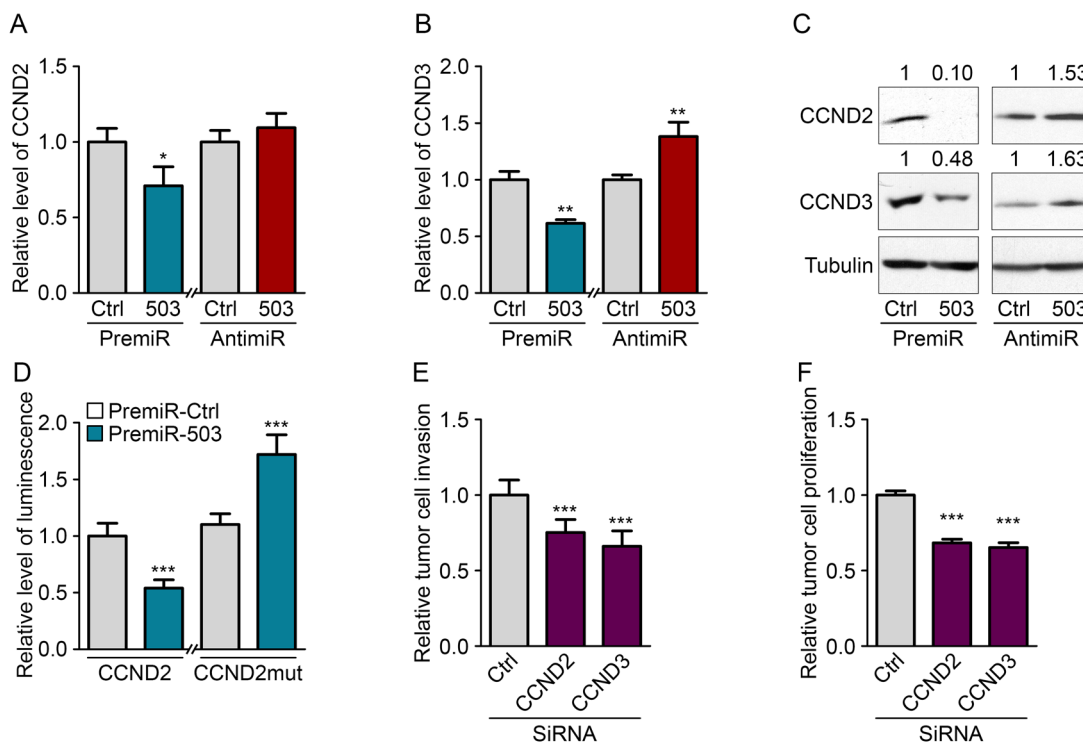 A
Relative level of CCND2
1.5
1.0
0.5
0.0
*
Ctrl 503 Ctrl 503
PremiR AntimiR
B
Relative level of CCND3
2.0
1.5
1.0
0.5
0.0
**
**
Ctrl 503 Ctrl 503
PremiR AntimiR
C
1 0.10 1 1.53
CCND2
1 0.48 1 1.63
CCND3
Tubulin
Ctrl 503 Ctrl 503
PremiR AntimiR
D
Relative level of luminescence
2.0
1.5
1.0
0.5
0.0
PremiR-Ctrl
PremiR-503
***
***
CCND2 CCND2mut
E
Relative tumor cell invasion
1.5
1.0
0.5
0.0
***
***
Ctrl CCND2 CCND3
SiRNA
F
Relative tumor cell proliferation
1.5
1.0
0.5
0.0
***
***
Ctrl CCND2 CCND3
SiRNA